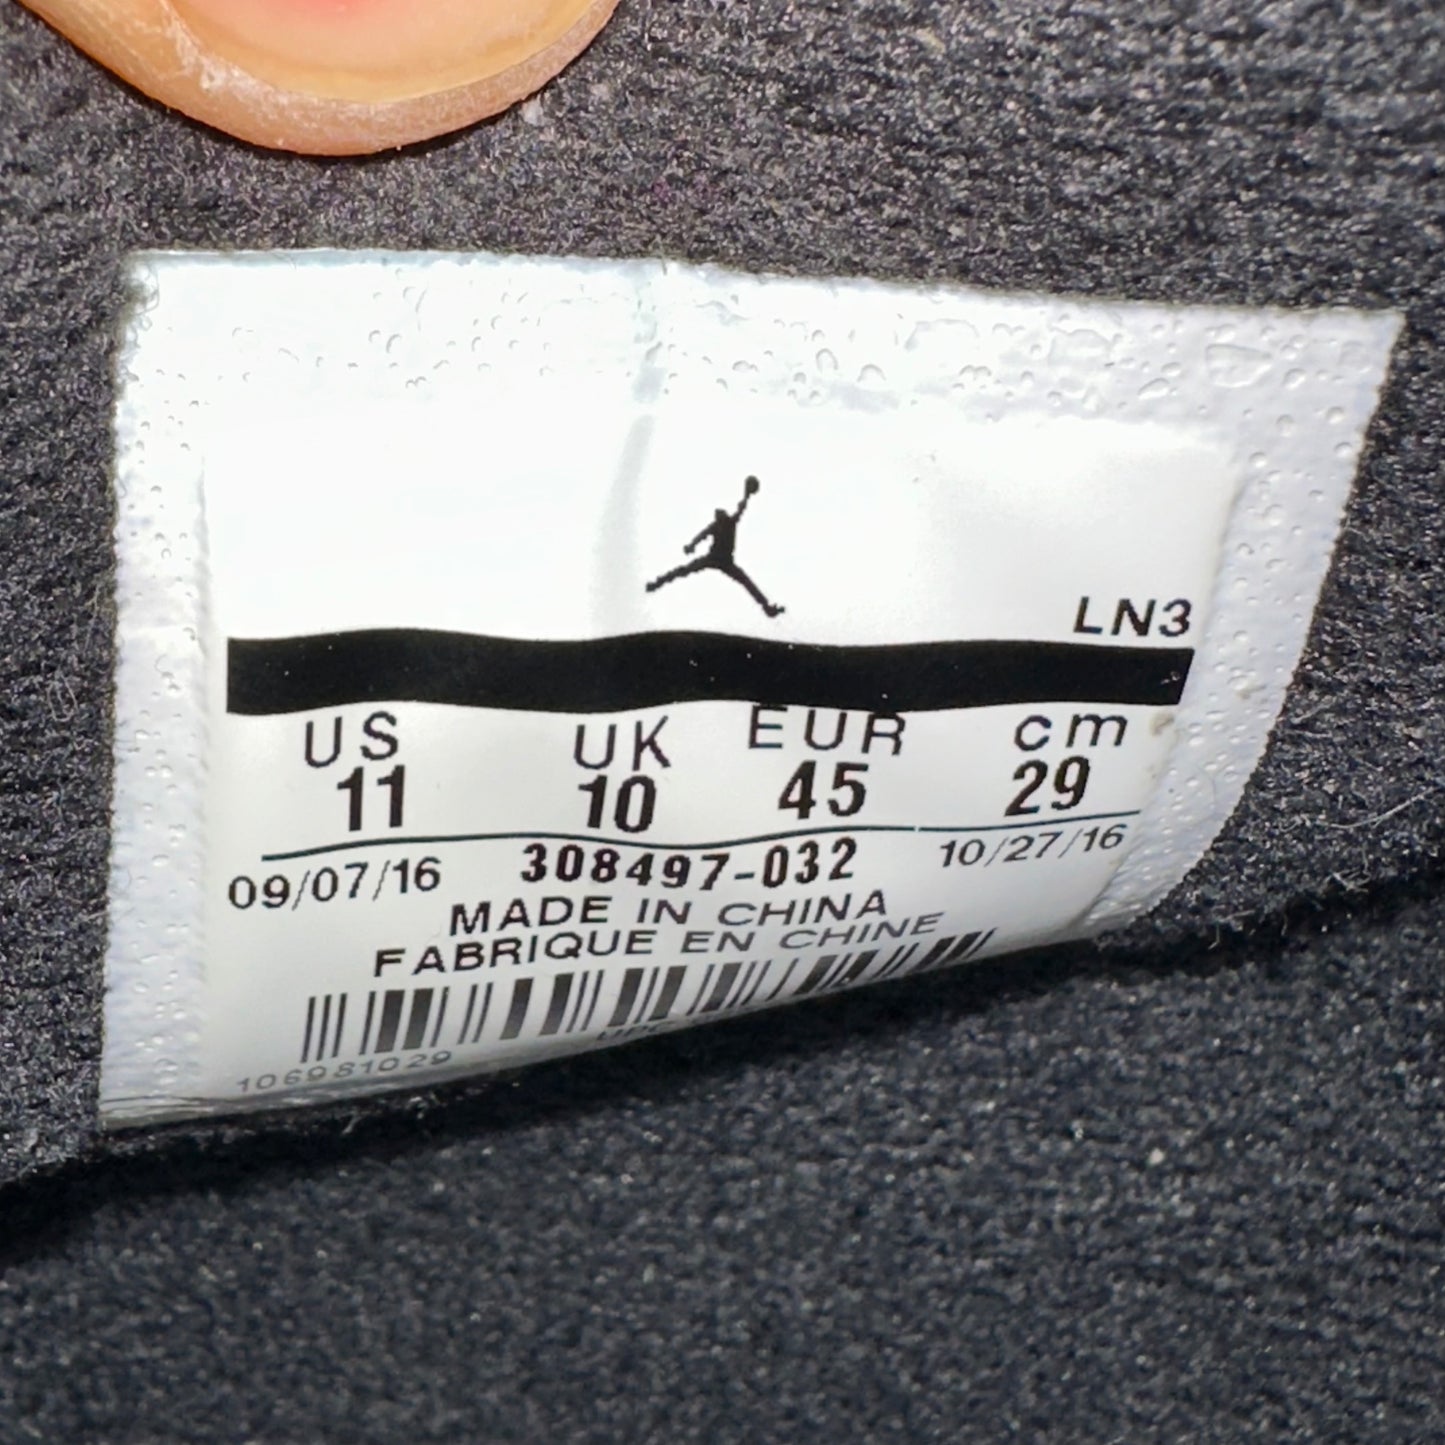 LN3
US UK EUR cm
11 10 45 29
09/07/16 308497-032 10/27/16
MADE IN CHINA
FABRIQUE EN CHINE
106981029